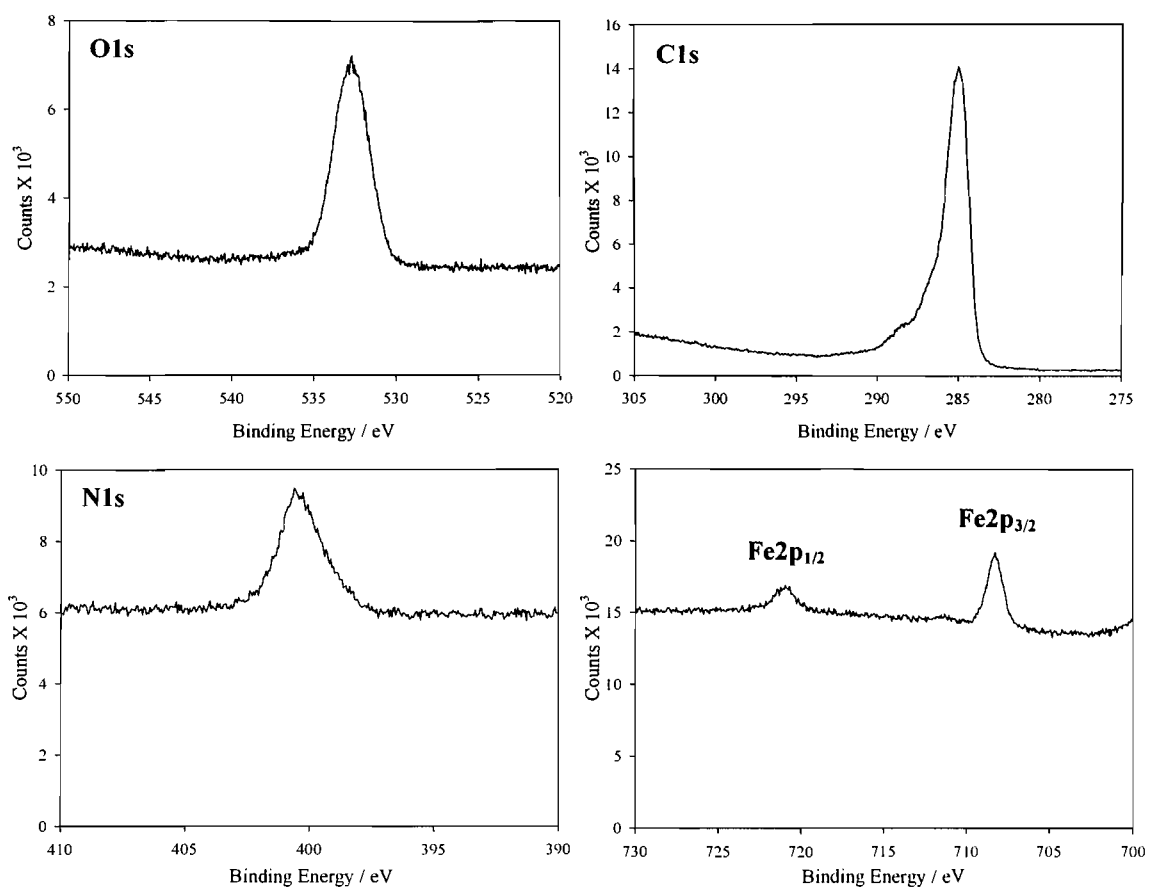 O1s
8
6
4
2
0
Counts X 10³
550 545 540 535 530 525 520
Binding Energy / eV
C1s
16
14
12
10
8
6
4
2
0
Counts X 10³
305 300 295 290 285 280 275
Binding Energy / eV
N1s
10
8
6
4
2
0
Counts X 10³
410 405 400 395 390
Binding Energy / eV
Fe2p₃/₂
Fe2p₁/₂
25
20
15
10
5
0
Counts X 10³
730 725 720 715 710 705 700
Binding Energy / eV